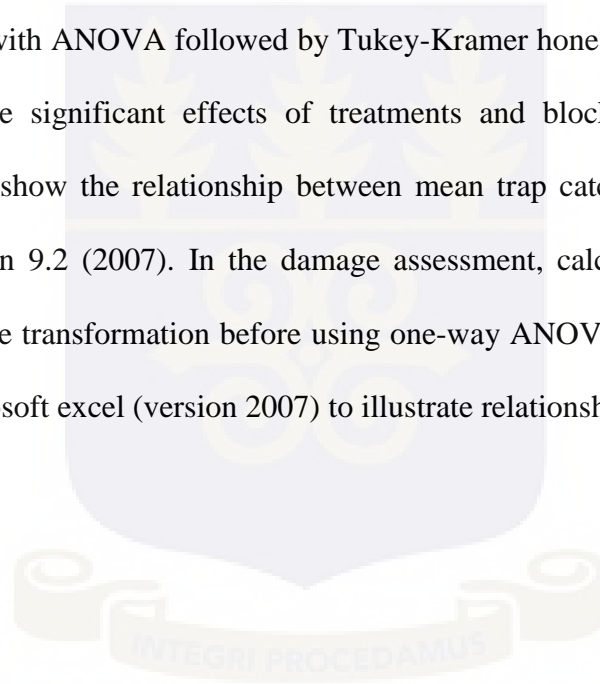 with ANOVA followed by Tukey-Kramer hone
e significant effects of treatments and bloc
show the relationship between mean trap cat
n 9.2 (2007). In the damage assessment, calc
e transformation before using one-way ANOV
soft excel (version 2007) to illustrate relationsh
INTEGRI PROCEDAMUS